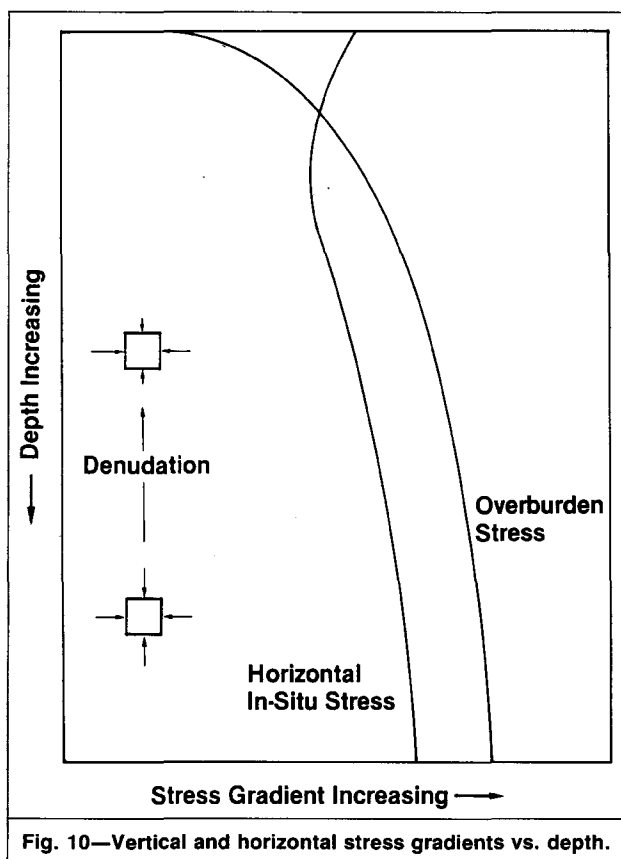 Depth Increasing
Denudation
Overburden
Stress
Horizontal
In-Situ Stress
Stress Gradient Increasing
Fig. 10—Vertical and horizontal stress gradients vs. depth.